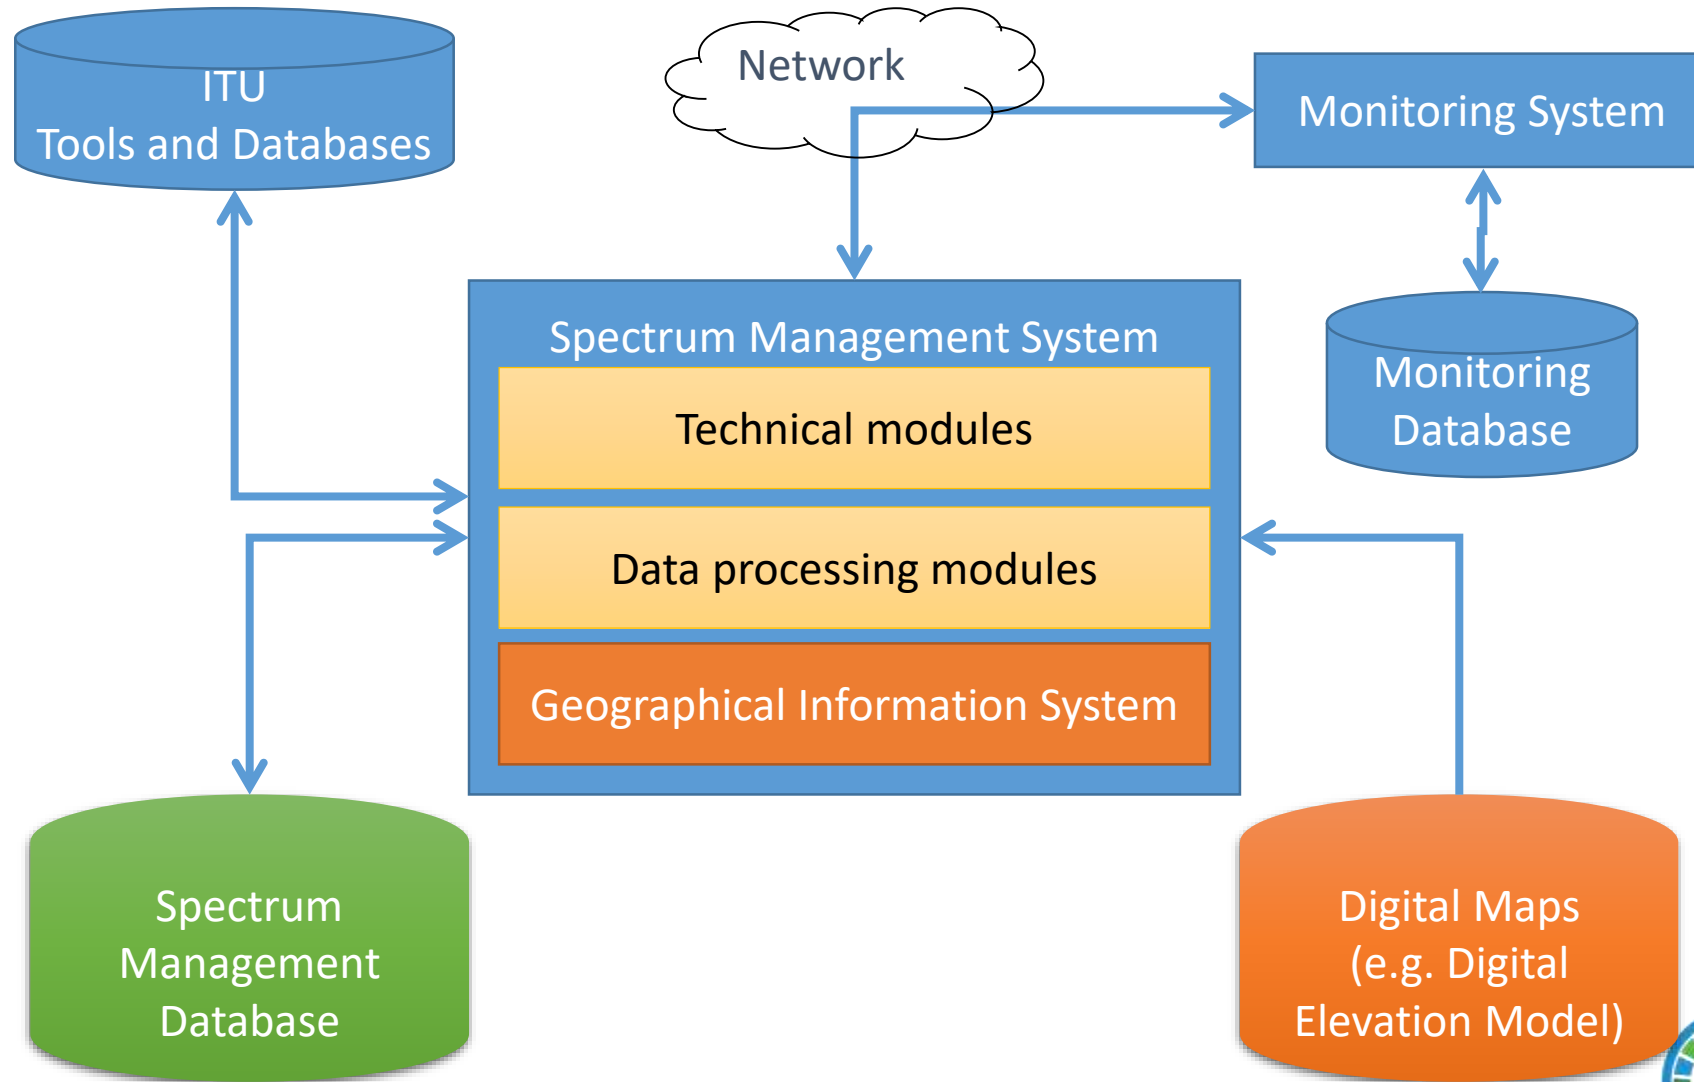 ITU
Tools and Databases
Network
Monitoring System
Spectrum Management System
Technical modules
Data processing modules
Geographical Information System
Monitoring
Database
Spectrum
Management
Database
Digital Maps
(e.g. Digital
Elevation Model)